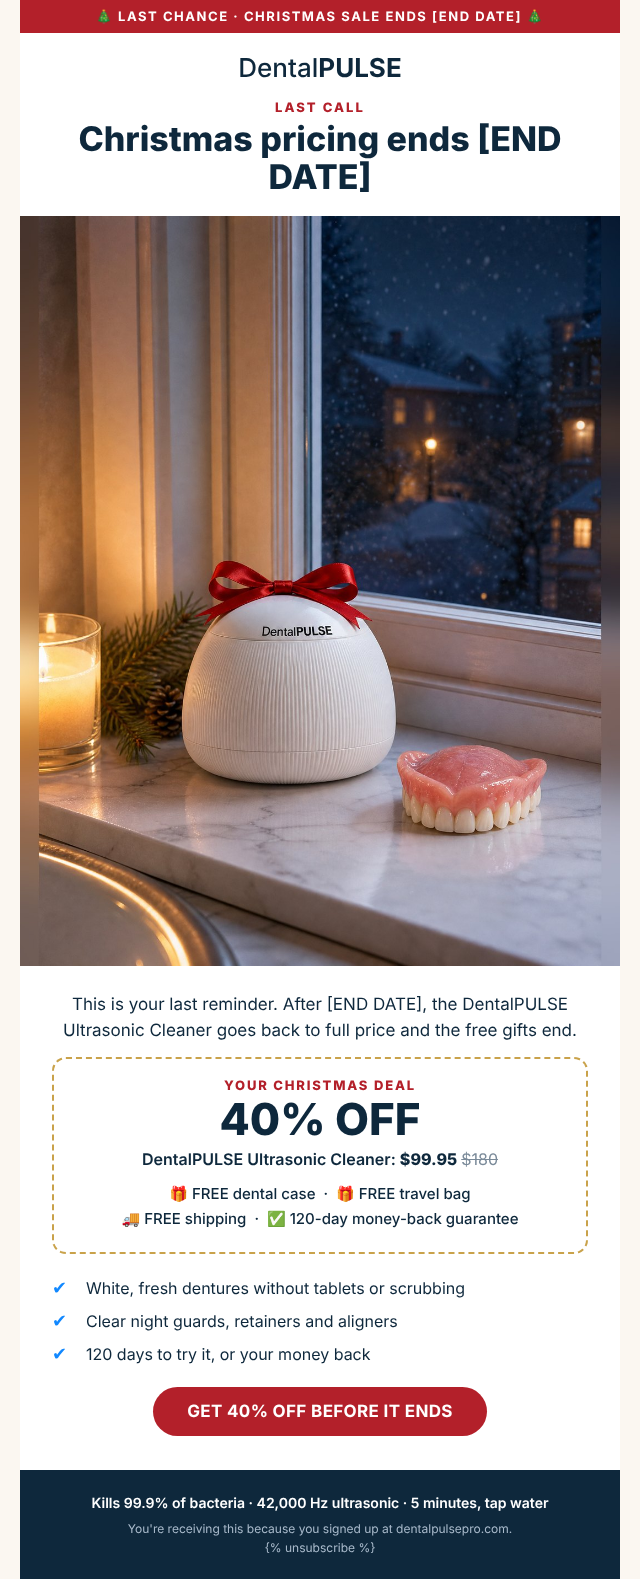 🎄 LAST CHANCE · CHRISTMAS SALE ENDS [END DATE] 🎄
DentalPULSE
LAST CALL
Christmas pricing ends [END
DATE]
DentalPULSE
This is your last reminder. After [END DATE], the DentalPULSE
Ultrasonic Cleaner goes back to full price and the free gifts end.
YOUR CHRISTMAS DEAL
40% OFF
DentalPULSE Ultrasonic Cleaner: $99.95 $180
🎁 FREE dental case · 🎁 FREE travel bag
🚚 FREE shipping · ✅ 120-day money-back guarantee
✔ White, fresh dentures without tablets or scrubbing
✔ Clear night guards, retainers and aligners
✔ 120 days to try it, or your money back
GET 40% OFF BEFORE IT ENDS
Kills 99.9% of bacteria · 42,000 Hz ultrasonic · 5 minutes, tap water
You're receiving this because you signed up at dentalpulsepro.com.
{% unsubscribe %}